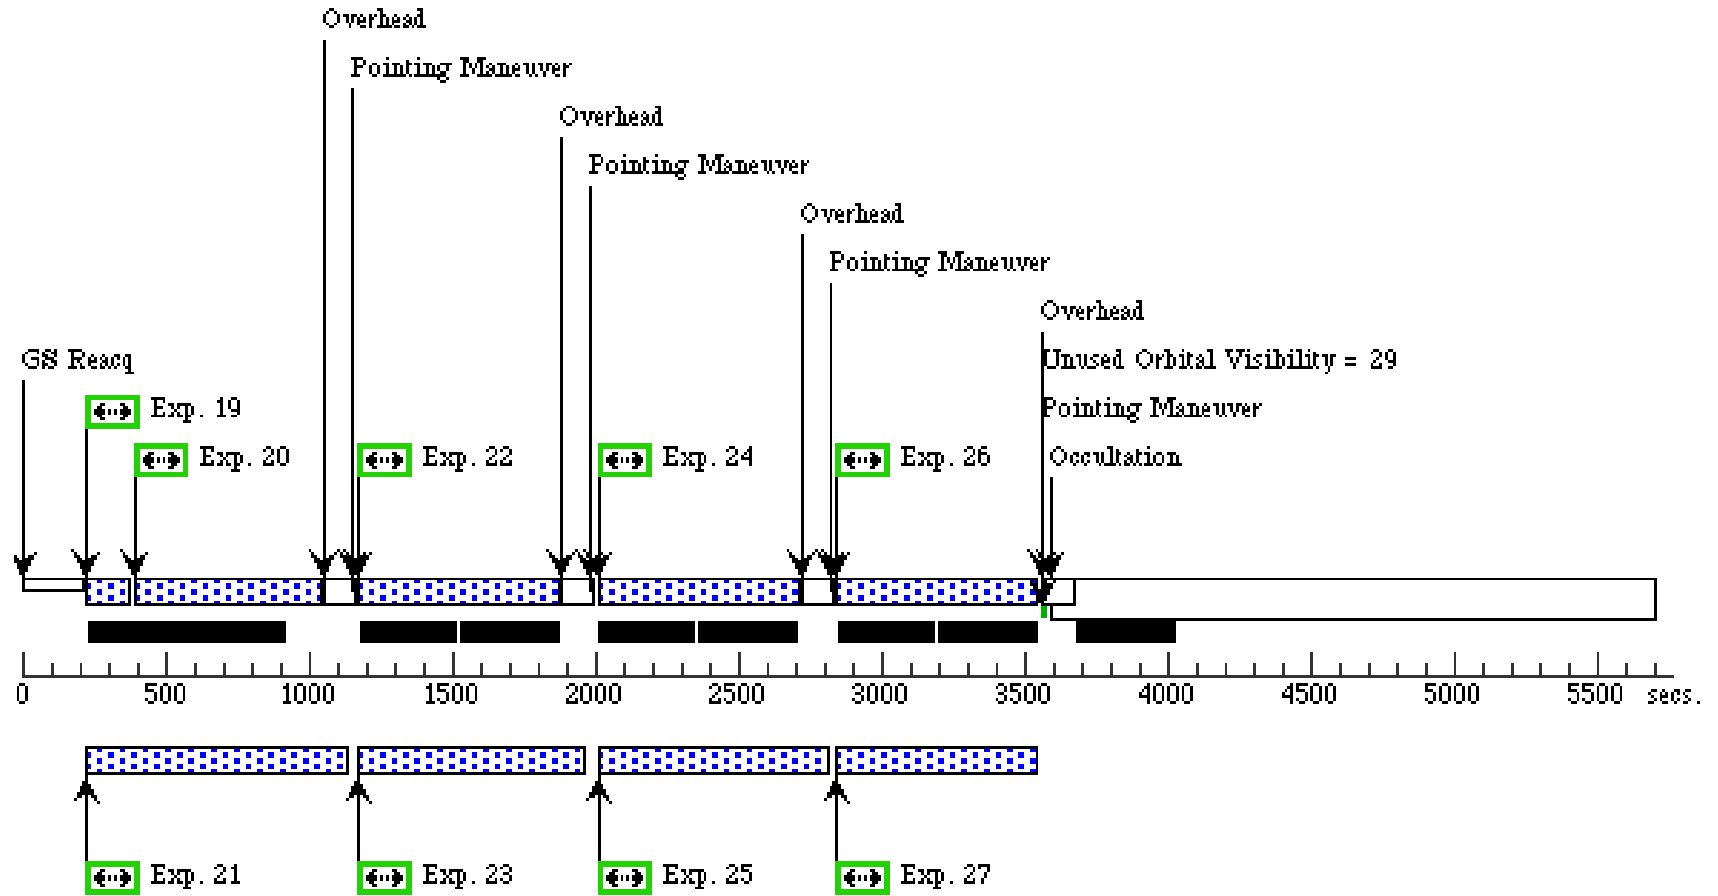 Overhead
Pointing Maneuver
Overhead
Pointing Maneuver
Overhead
Pointing Maneuver
Overhead
GS Reacq
Unused Orbital Visibility = 29
Exp. 19
Pointing Maneuver
Exp. 20
Exp. 22
Exp. 24
Exp. 26
Occultation
0 500 1000 1500 2000 2500 3000 3500 4000 4500 5000 5500 secs.
Exp. 21
Exp. 23
Exp. 25
Exp. 27